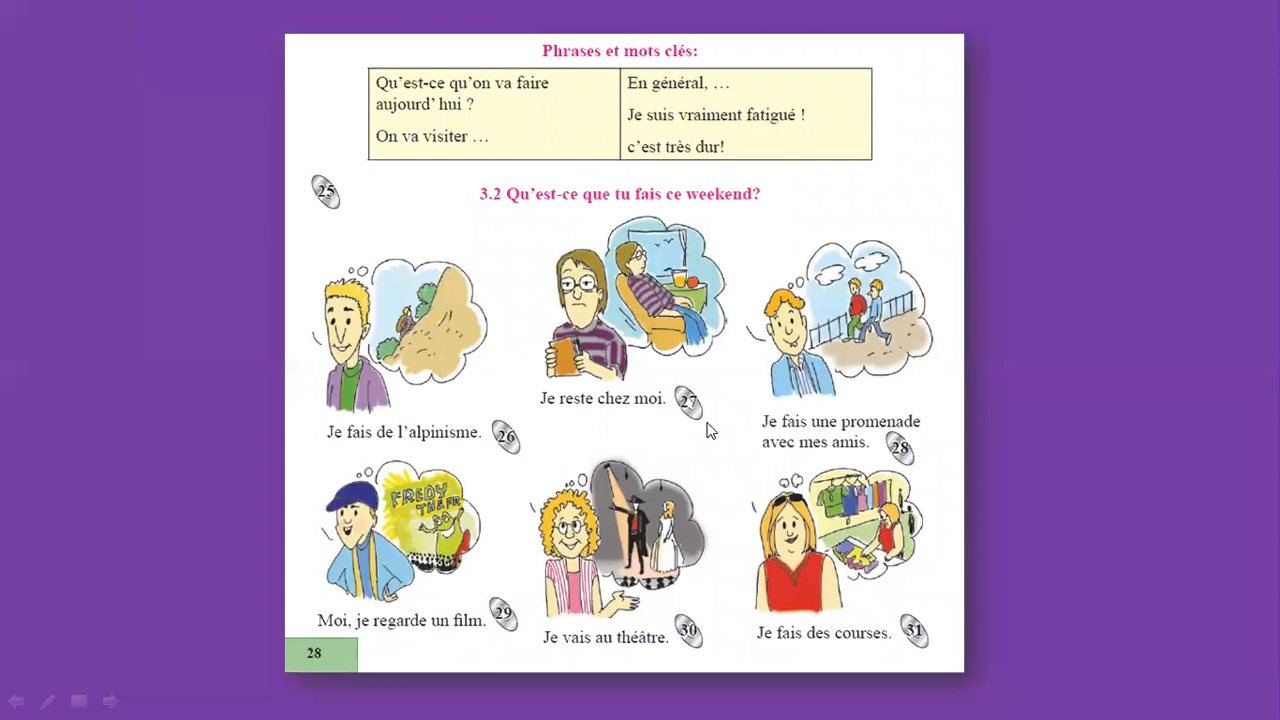 Phrases et mots clés:
Qu’est-ce qu’on va faire
aujourd’ hui ?
On va visiter …
En général, …
Je suis vraiment fatigué !
c’est très dur!
25
3.2 Qu’est-ce que tu fais ce weekend?
Je fais de l’alpinisme.
26
Je reste chez moi.
27
Je fais une promenade
avec mes amis.
28
FREDY
Moi, je regarde un film.
29
Je vais au théâtre.
30
Je fais des courses.
31
28